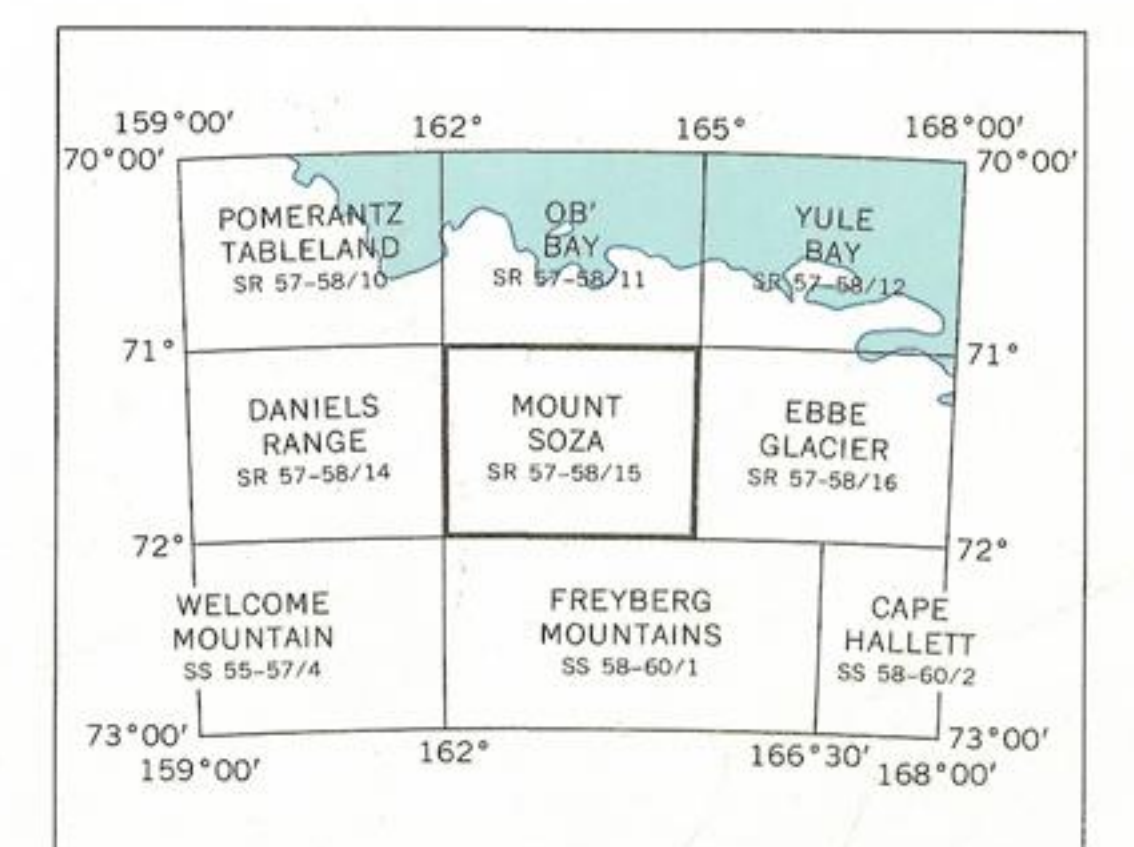 159°00′ 162° 165° 168°00′
70°00′ 70°00′
POMERANTZ
TABLELAND
SR 57–58/10
OB′
BAY
SR 57–58/11
YULE
BAY
SR 57–58/12
71° 71°
DANIELS
RANGE
SR 57–58/14
MOUNT
SOZA
SR 57–58/15
EBBE
GLACIER
SR 57–58/16
72° 72°
WELCOME
MOUNTAIN
SS 55–57/4
FREYBERG
MOUNTAINS
SS 58–60/1
CAPE
HALLETT
SS 58–60/2
73°00′ 73°00′
159°00′ 162° 166°30′ 168°00′